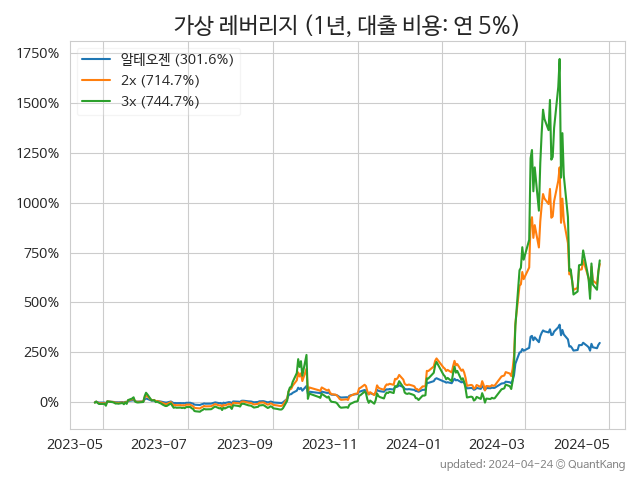 가상 레버리지 (1년, 대출 비용: 연 5%)
1750%
1500%
1250%
1000%
750%
500%
250%
0%
알테오젠 (301.6%)
2x (714.7%)
3x (744.7%)
2023-05 2023-07 2023-09 2023-11 2024-01 2024-03 2024-05
updated: 2024-04-24 © QuantKang